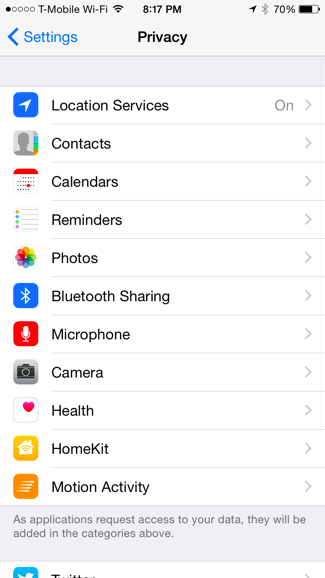 T-Mobile Wi-Fi 8:17 PM 70%
Settings Privacy
Location Services On
Contacts
Calendars
Reminders
Photos
Bluetooth Sharing
Microphone
Camera
Health
HomeKit
Motion Activity
As applications request access to your data, they will be
added in the categories above.
Twitter